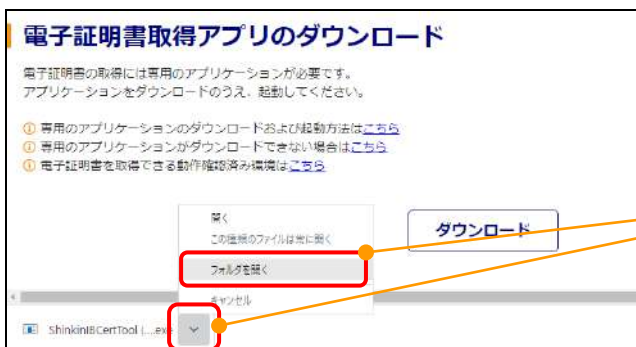 電子証明書取得アプリのダウンロード
電子証明書の取得には専用のアプリケーションが必要です。
アプリケーションをダウンロードのうえ、起動してください。
専用のアプリケーションのダウンロードおよび起動方法はこちら
専用のアプリケーションがダウンロードできない場合はこちら
電子証明書を取得できる動作確認済み環境はこちら
開く
この種類のファイルは常に開く
ダウンロード
フォルダを開く
キャンセル
ShinkinIBCertTool (....exe